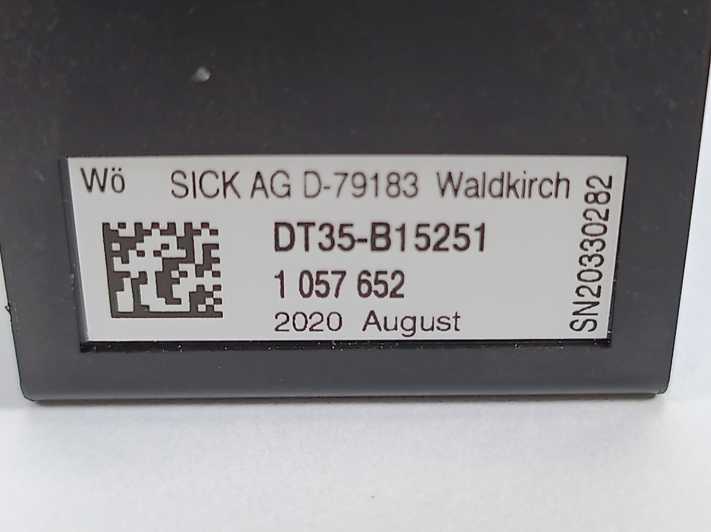 Wö SICK AG D-79183 Waldkirch
DT35-B15251
1 057 652
2020 August
SN20330282